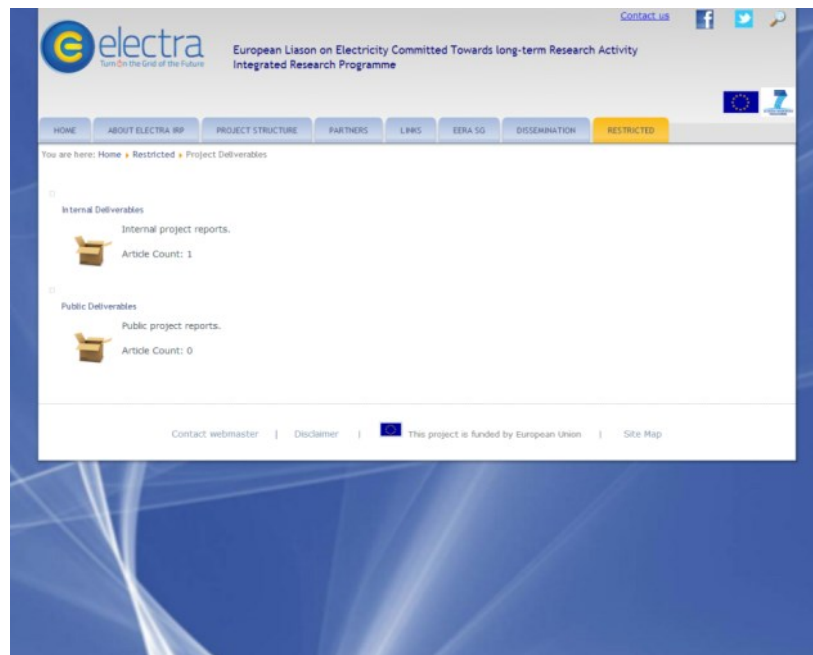 Contact us
electra
Turn On the Grid of the Future
European Liason on Electricity Committed Towards long-term Research Activity
Integrated Research Programme
HOME ABOUT ELECTRA IRP PROJECT STRUCTURE PARTNERS LINKS EERA SG DISSEMINATION RESTRICTED
You are here: Home Restricted Project Deliverables
Internal Deliverables
Internal project reports.
Article Count: 1
Public Deliverables
Public project reports.
Article Count: 0
Contact webmaster | Disclaimer | This project is funded by European Union | Site Map